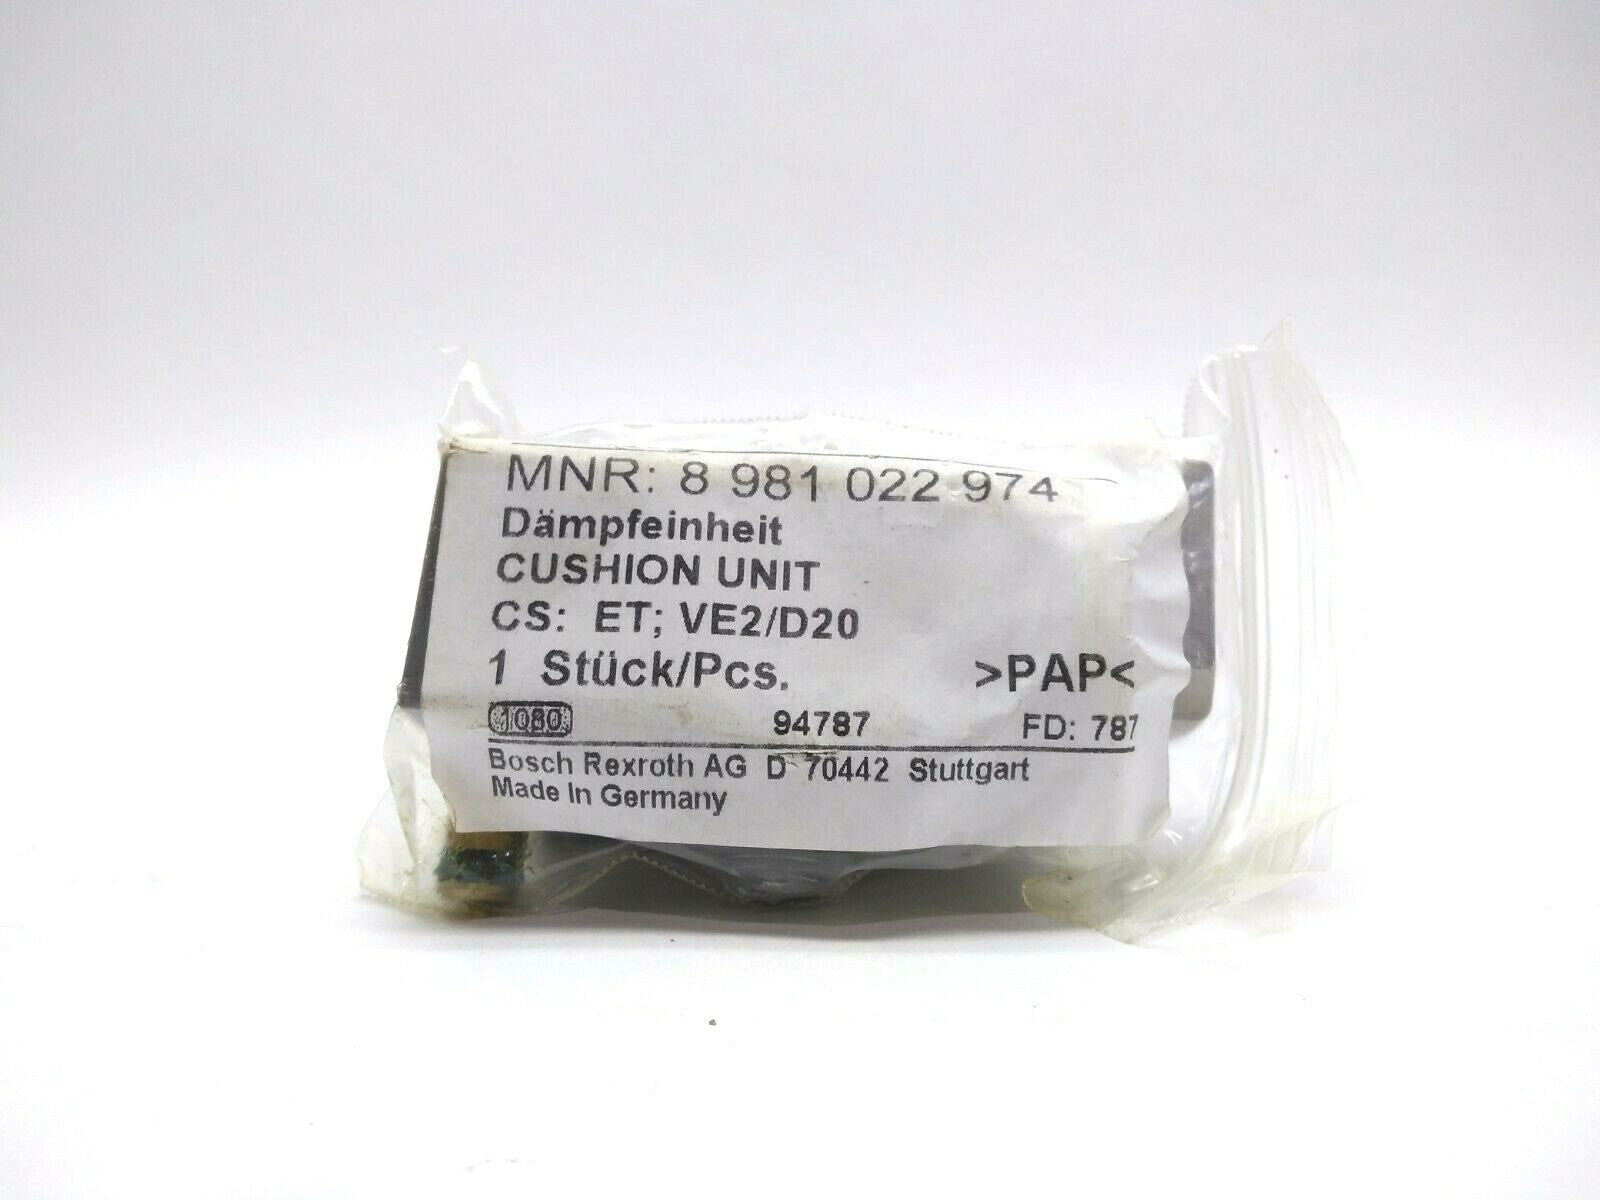 MNR: 8 981 022 974
Dämpfeinheit
CUSHION UNIT
CS: ET; VE2/D20
1 Stück/Pcs. >PAP<
1080 94787 FD: 787
Bosch Rexroth AG D 70442 Stuttgart
Made in Germany